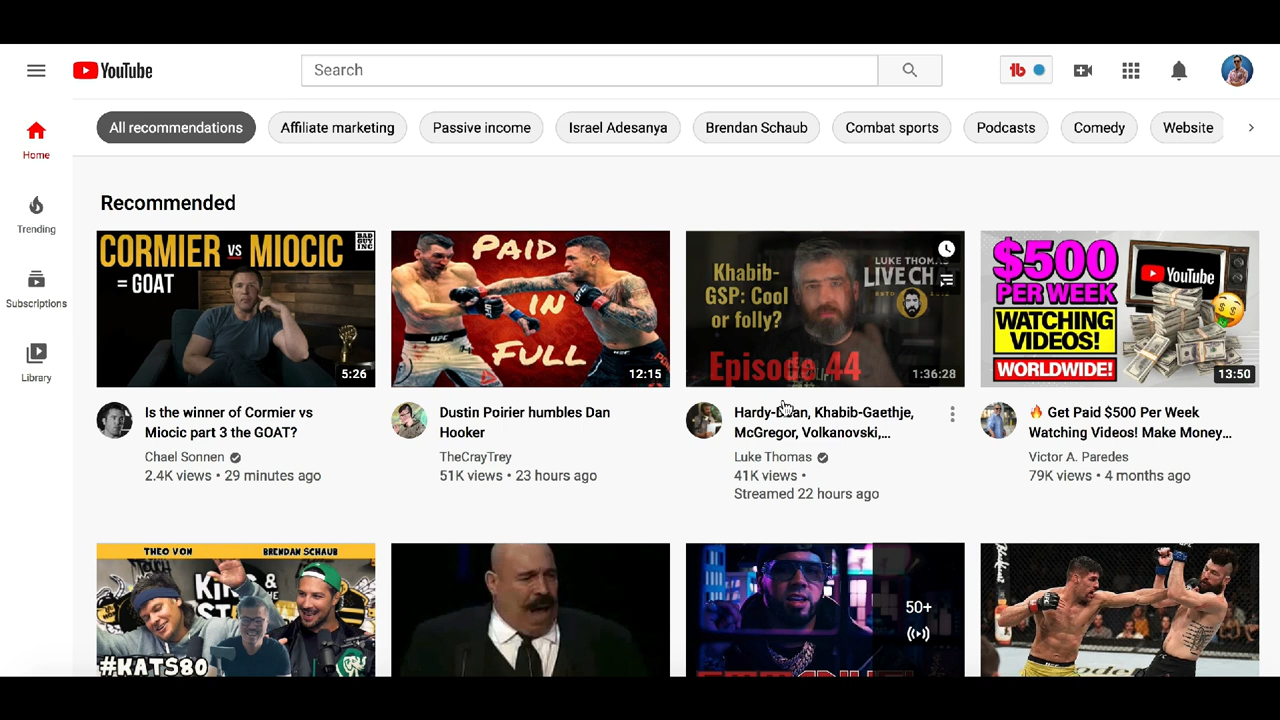 YouTube
Search
All recommendations
Affiliate marketing
Passive income
Israel Adesanya
Brendan Schaub
Combat sports
Podcasts
Comedy
Website
Home
Trending
Subscriptions
Library
Recommended
CORMIER VS MIOCIC
= GOAT
BAD GUY INC
5:26
Is the winner of Cormier vs
Miocic part 3 the GOAT?
Chael Sonnen
2.4K views • 29 minutes ago
PAID
IN
FULL
12:15
Dustin Poirier humbles Dan
Hooker
TheCrayTrey
51K views • 23 hours ago
Khabib-
GSP: Cool
or folly?
LUKE THOMAS
LIVE CH
Episode 44
1:36:28
Hardy-Dan, Khabib-Gaethje,
McGregor, Volkanovski,...
Luke Thomas
41K views •
Streamed 22 hours ago
$500
PER WEEK
WATCHING
VIDEOS!
WORLDWIDE!
YouTube
13:50
🔥 Get Paid $500 Per Week
Watching Videos! Make Money...
Victor A. Paredes
79K views • 4 months ago
THEO VON
BRENDAN SCHAUB
#KATS80
50+